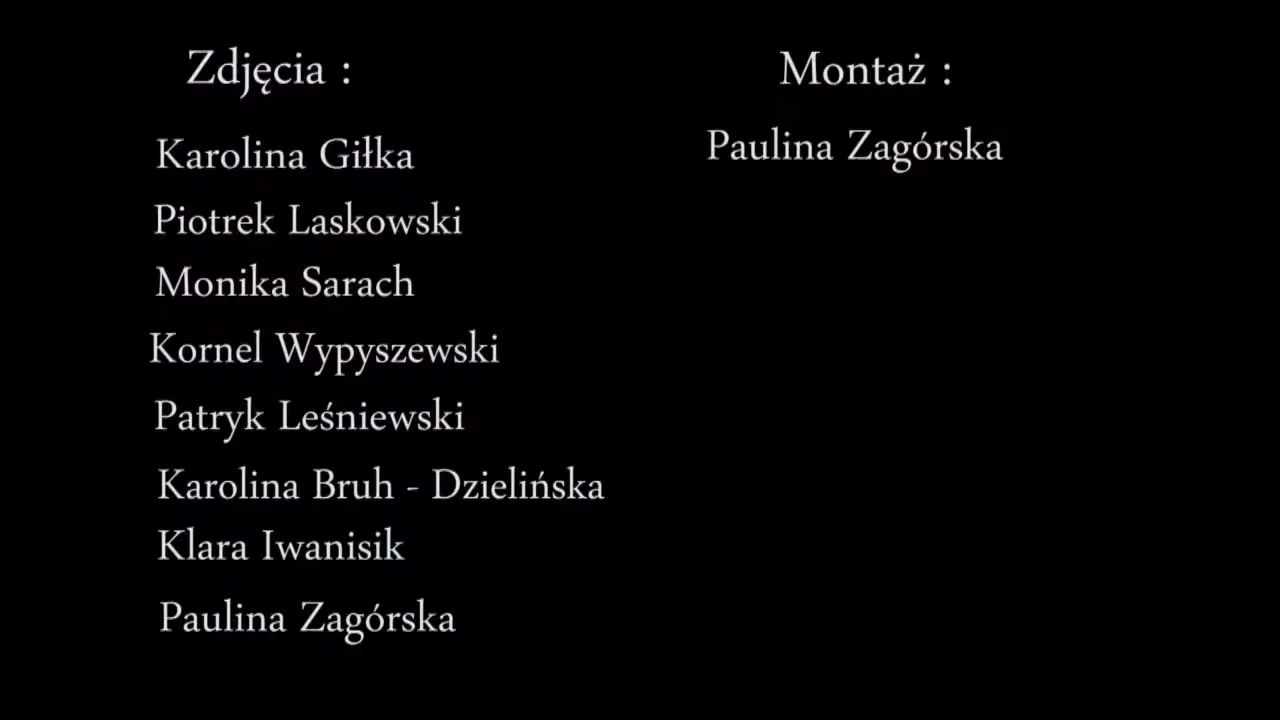 Zdjęcia :
Karolina Giłka
Piotrek Laskowski
Monika Sarach
Kornel Wypyszewski
Patryk Leśniewski
Karolina Bruh - Dzielińska
Klara Iwanisik
Paulina Zagórska
Montaż :
Paulina Zagórska